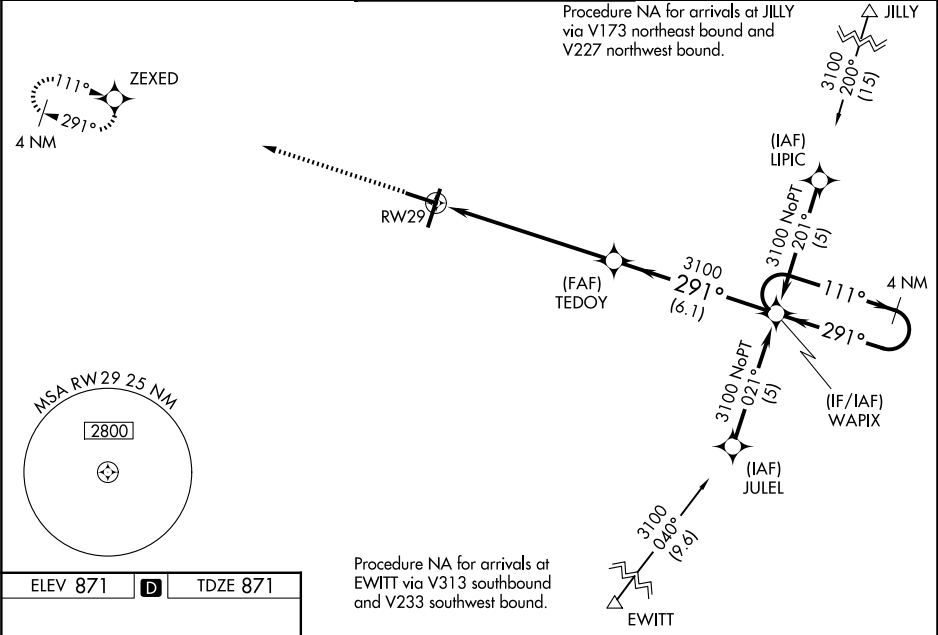 Procedure NA for arrivals at JILLY
via V173 northeast bound and
V227 northwest bound.
JILLY
3100
200°
(15)
ZEXED
111°
291°
4 NM
(IAF)
LIPIC
RW29
3100 NoPT
201°
(5)
(FAF)
TEDOY
3100
291°
(6.1)
111°
4 NM
291°
(IF/IAF)
WAPIX
3100 NoPT
021°
(5)
(IAF)
JULEL
MSA RW29 25 NM
2800
3100
040°
(9.6)
EWITT
Procedure NA for arrivals at
EWITT via V313 southbound
and V233 southwest bound.
ELEV 871 D TDZE 871